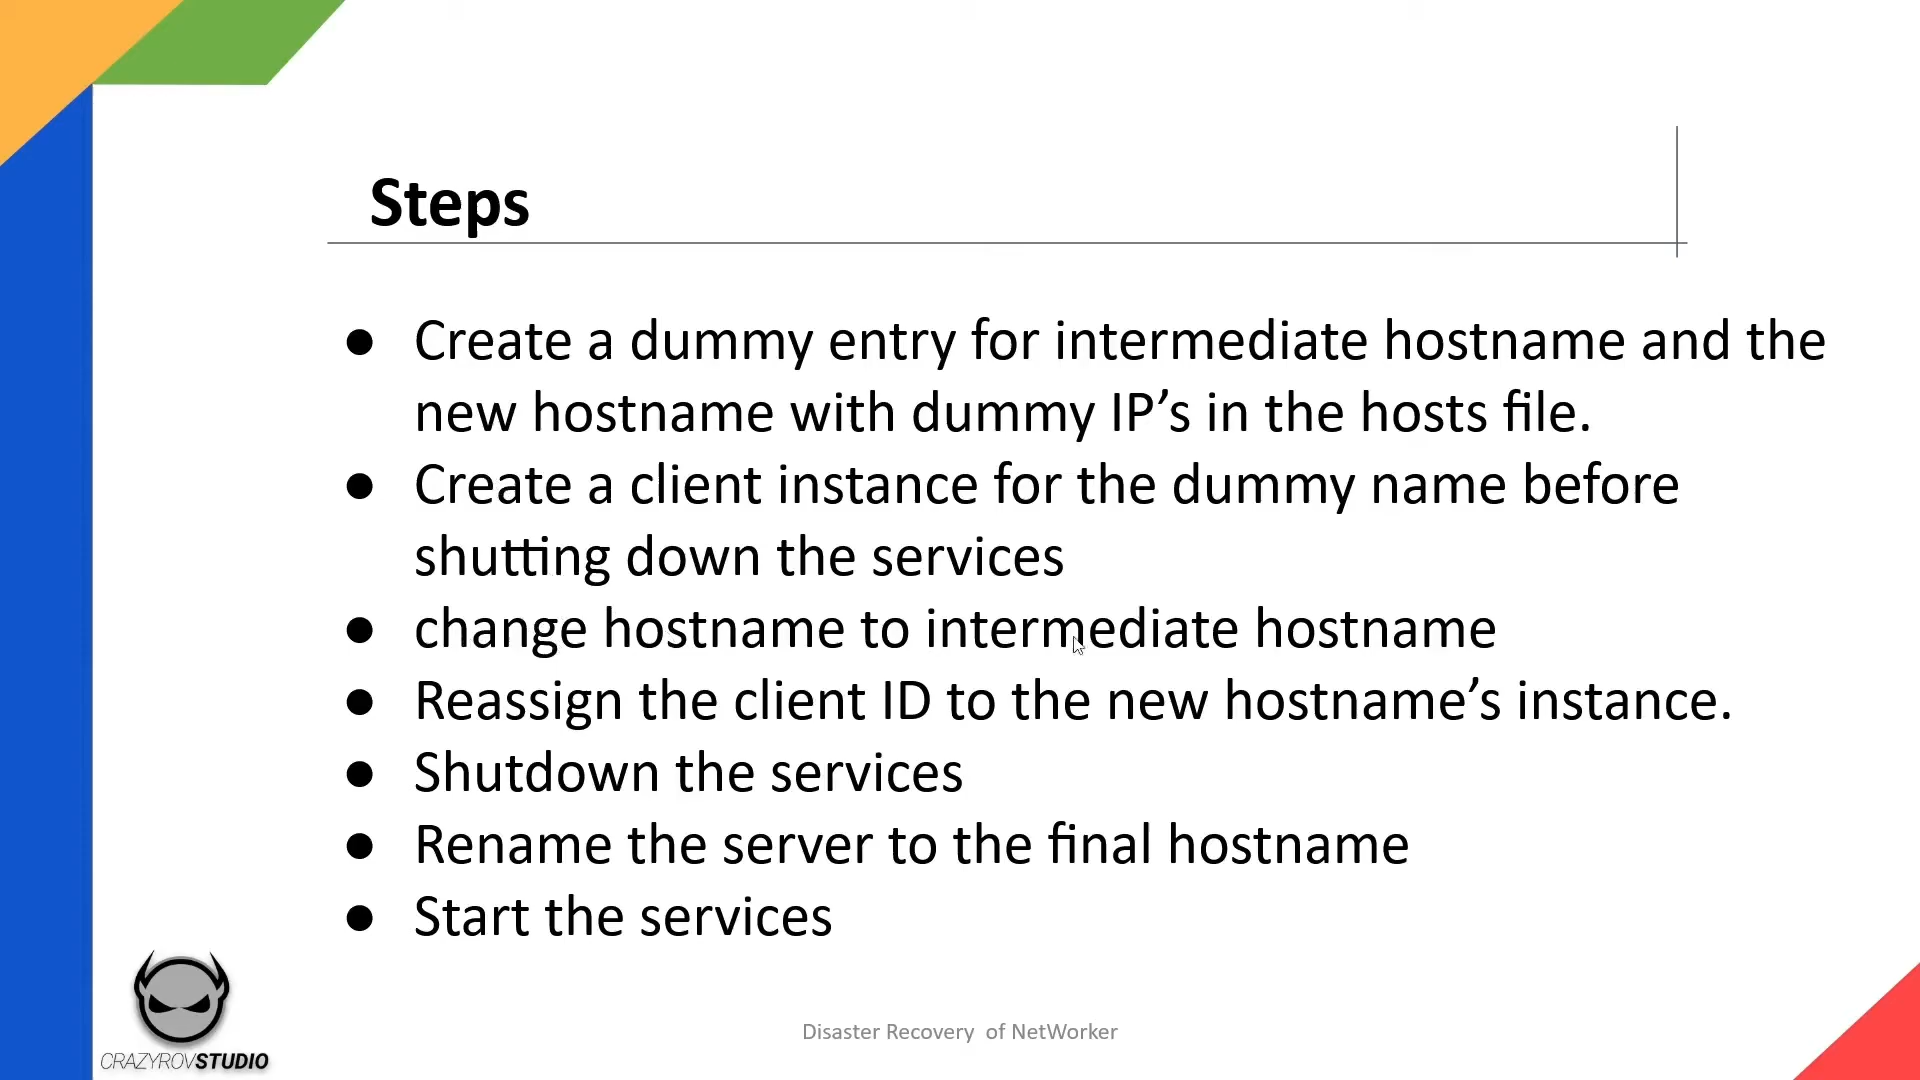 Steps
● Create a dummy entry for intermediate hostname and the
new hostname with dummy IP’s in the hosts file.
● Create a client instance for the dummy name before
shutting down the services
● change hostname to intermediate hostname
● Reassign the client ID to the new hostname’s instance.
● Shutdown the services
● Rename the server to the final hostname
● Start the services
CRAZYROVSTUDIO
Disaster Recovery of NetWorker